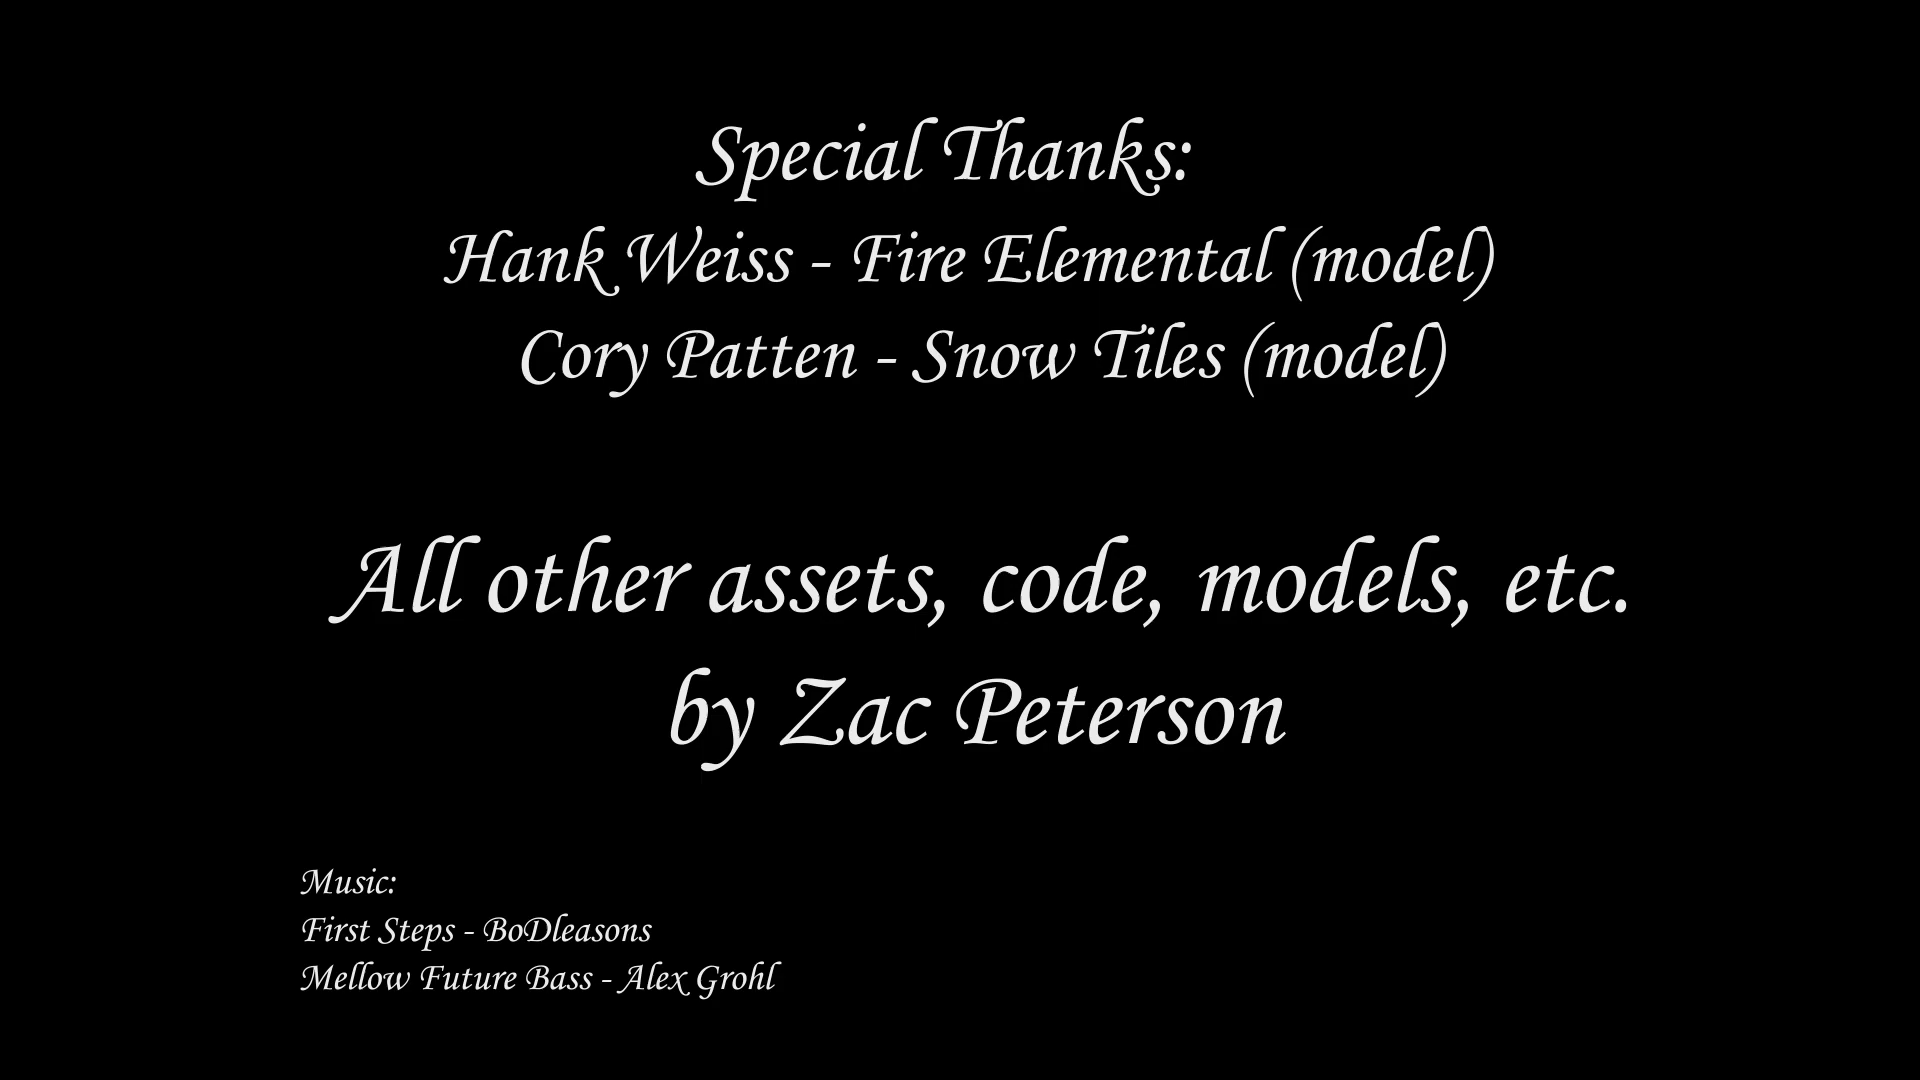 Special Thanks:
Hank Weiss - Fire Elemental (model)
Cory Patten - Snow Tiles (model)
All other assets, code, models, etc.
by Zac Peterson
Music:
First Steps - BoDleasons
Mellow Future Bass - Alex Grohl